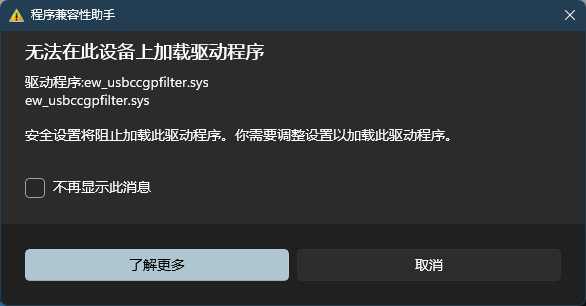 程序兼容性助手
无法在此设备上加载驱动程序
驱动程序:ew_usbccgpfilter.sys
ew_usbccgpfilter.sys
安全设置将阻止加载此驱动程序。你需要调整设置以加载此驱动程序。
不再显示此消息
了解更多
取消